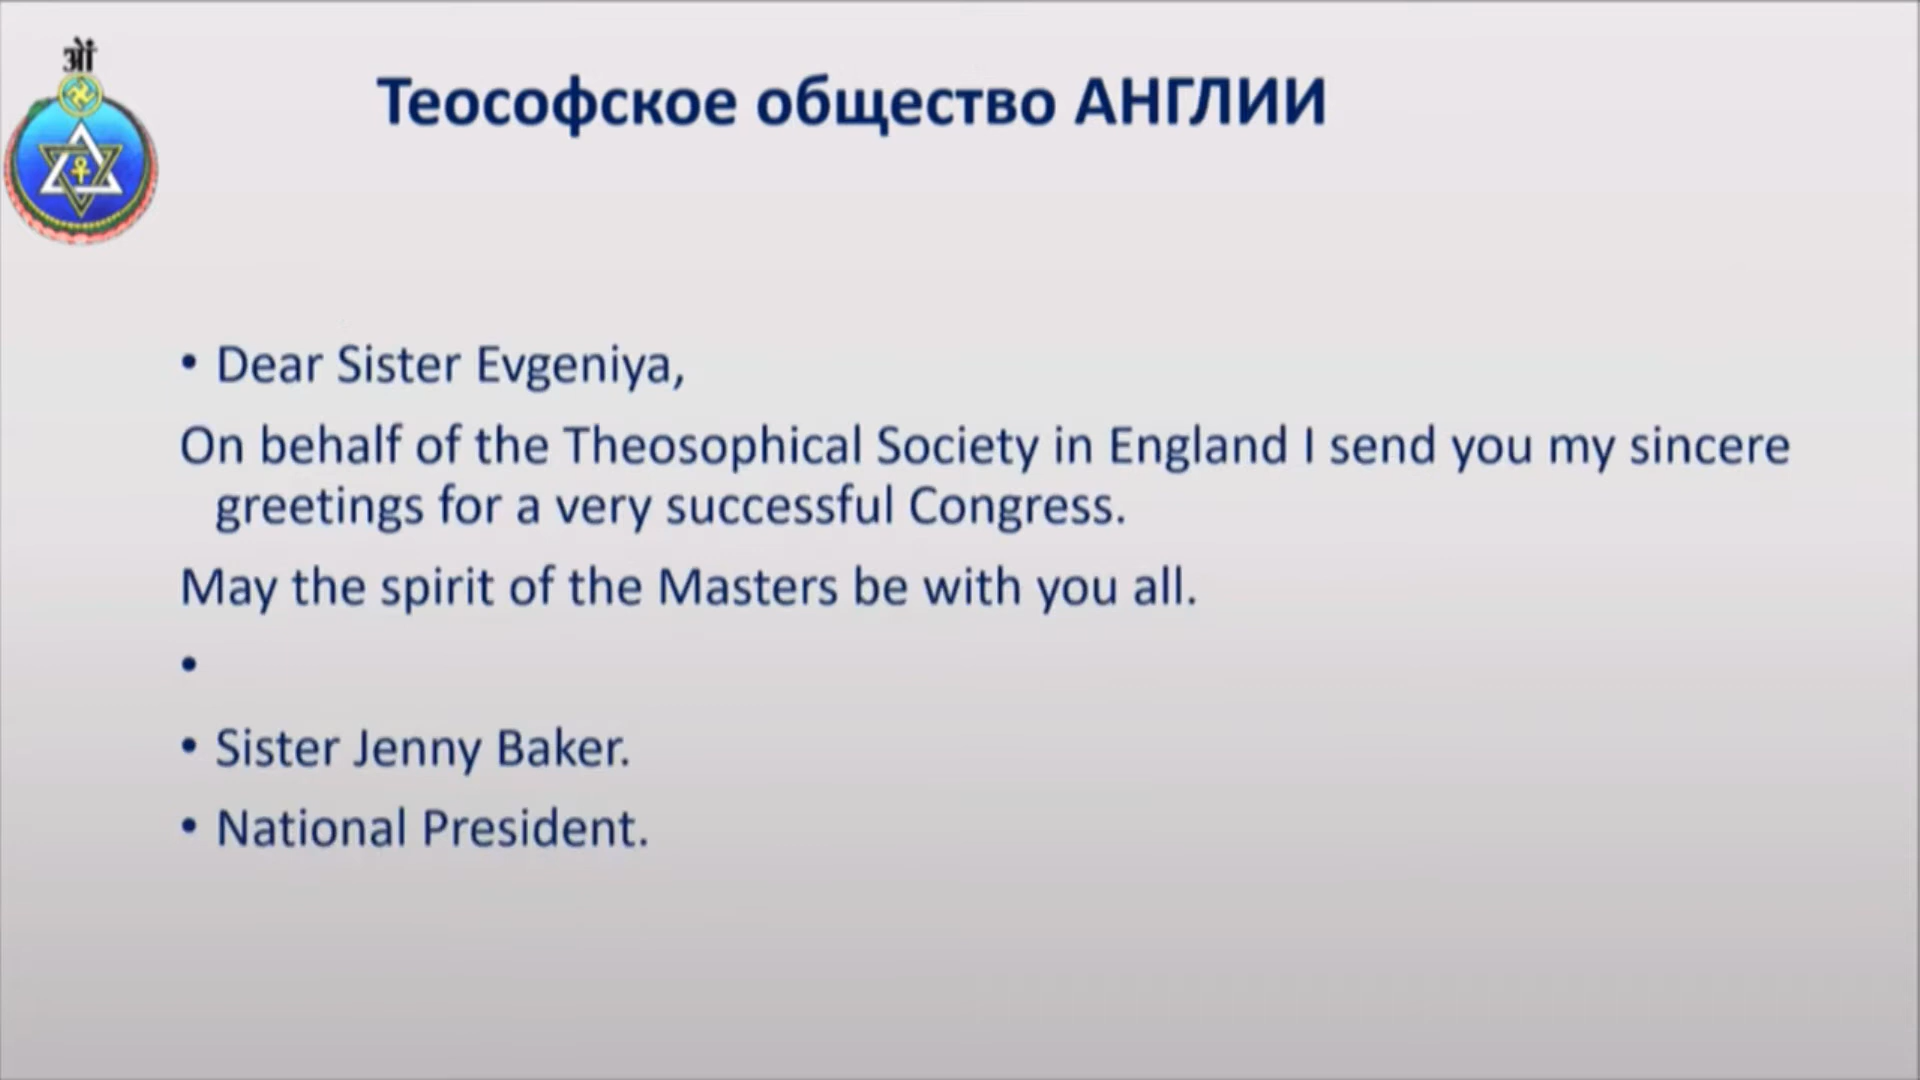 ओं
Теософское общество АНГЛИИ
• Dear Sister Evgeniya,
On behalf of the Theosophical Society in England I send you my sincere
greetings for a very successful Congress.
May the spirit of the Masters be with you all.
•
• Sister Jenny Baker.
• National President.